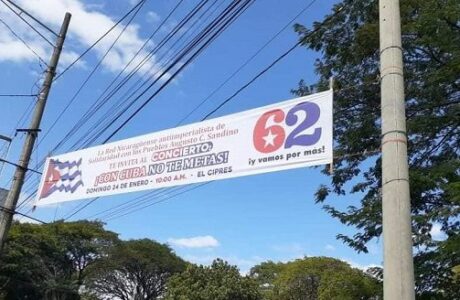 La Red Nicaragüense antiimperialista de
Solidaridad con los Pueblos Augusto C. Sandino
TE INVITA AL CONCIERTO
¡CON CUBA NO TE METAS!
DOMINGO 24 DE ENERO - 10:00 A.M. - EL CIPRES
62
¡y vamos por más!